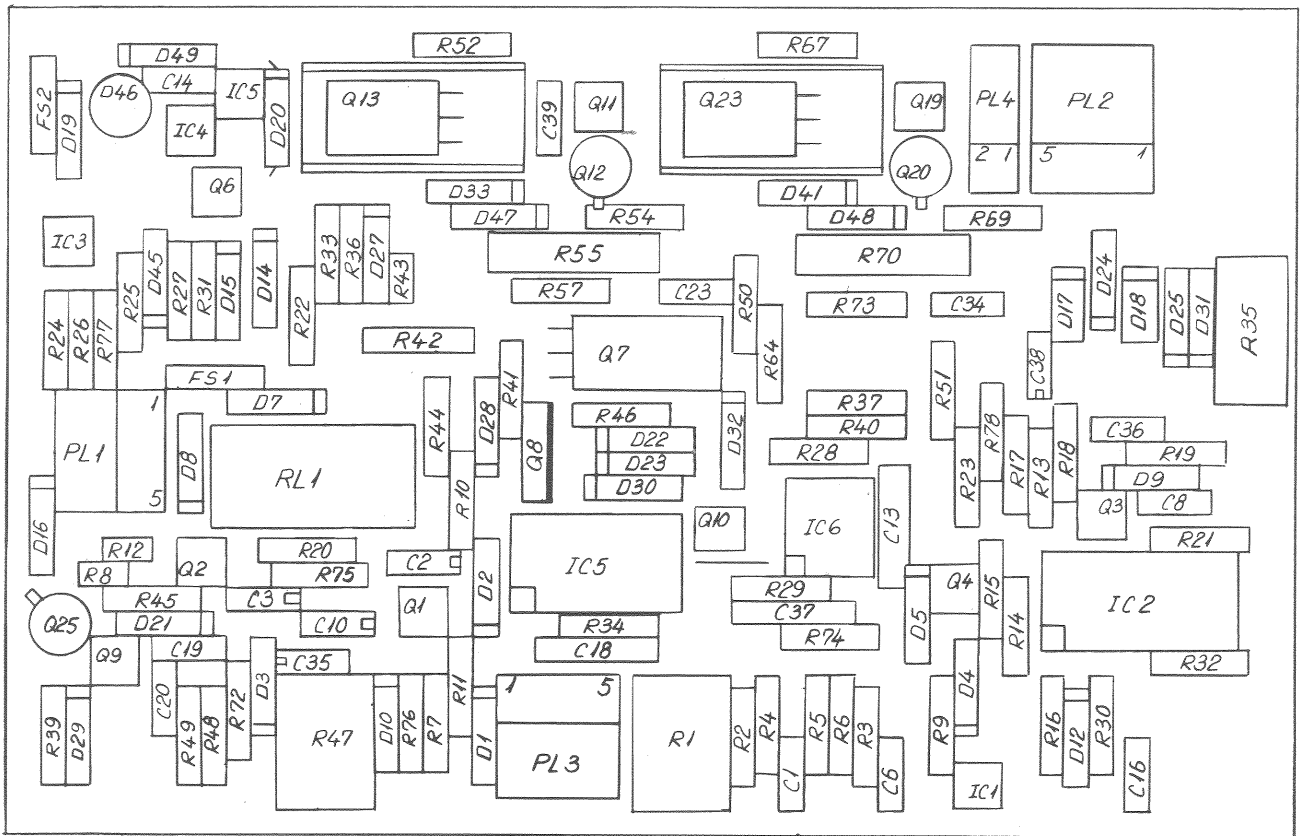 R52
R67
D49
C14
IC5
FS2
D19
D46
IC4
D20
Q13
C39
Q11
Q23
Q19
PL4
PL2
2 1
5 1
Q12
Q20
Q6
D33
D41
D47
R54
D48
R69
IC3
D45
R27
R31
D15
D14
R33
R36
D27
R43
R55
R70
R25
R22
R57
C23
R50
R73
C34
D17
D24
D18
D25
D31
R35
R24
R26
R77
R42
Q7
R64
C38
FS1
D7
R41
R51
PL1
1
5
D8
RL1
R44
D28
Q8
R46
D22
D23
D30
D32
R37
R40
R28
R78
R17
R13
R18
C36
R19
D9
C8
Q3
R10
R23
C13
IC6
Q10
D16
R12
R8
Q2
R20
R75
C2
D2
IC5
R21
IC2
R45
C3
Q1
R29
C37
R74
D5
Q4
R15
R14
Q25
D21
C10
R34
C18
Q9
C19
C35
R32
R39
D29
C20
R49
R48
R72
D3
R47
D10
R76
R7
R11
D1
1 5
PL3
R1
R2
R4
C1
R5
R6
R3
C6
R9
D4
IC1
R16
D12
R30
C16